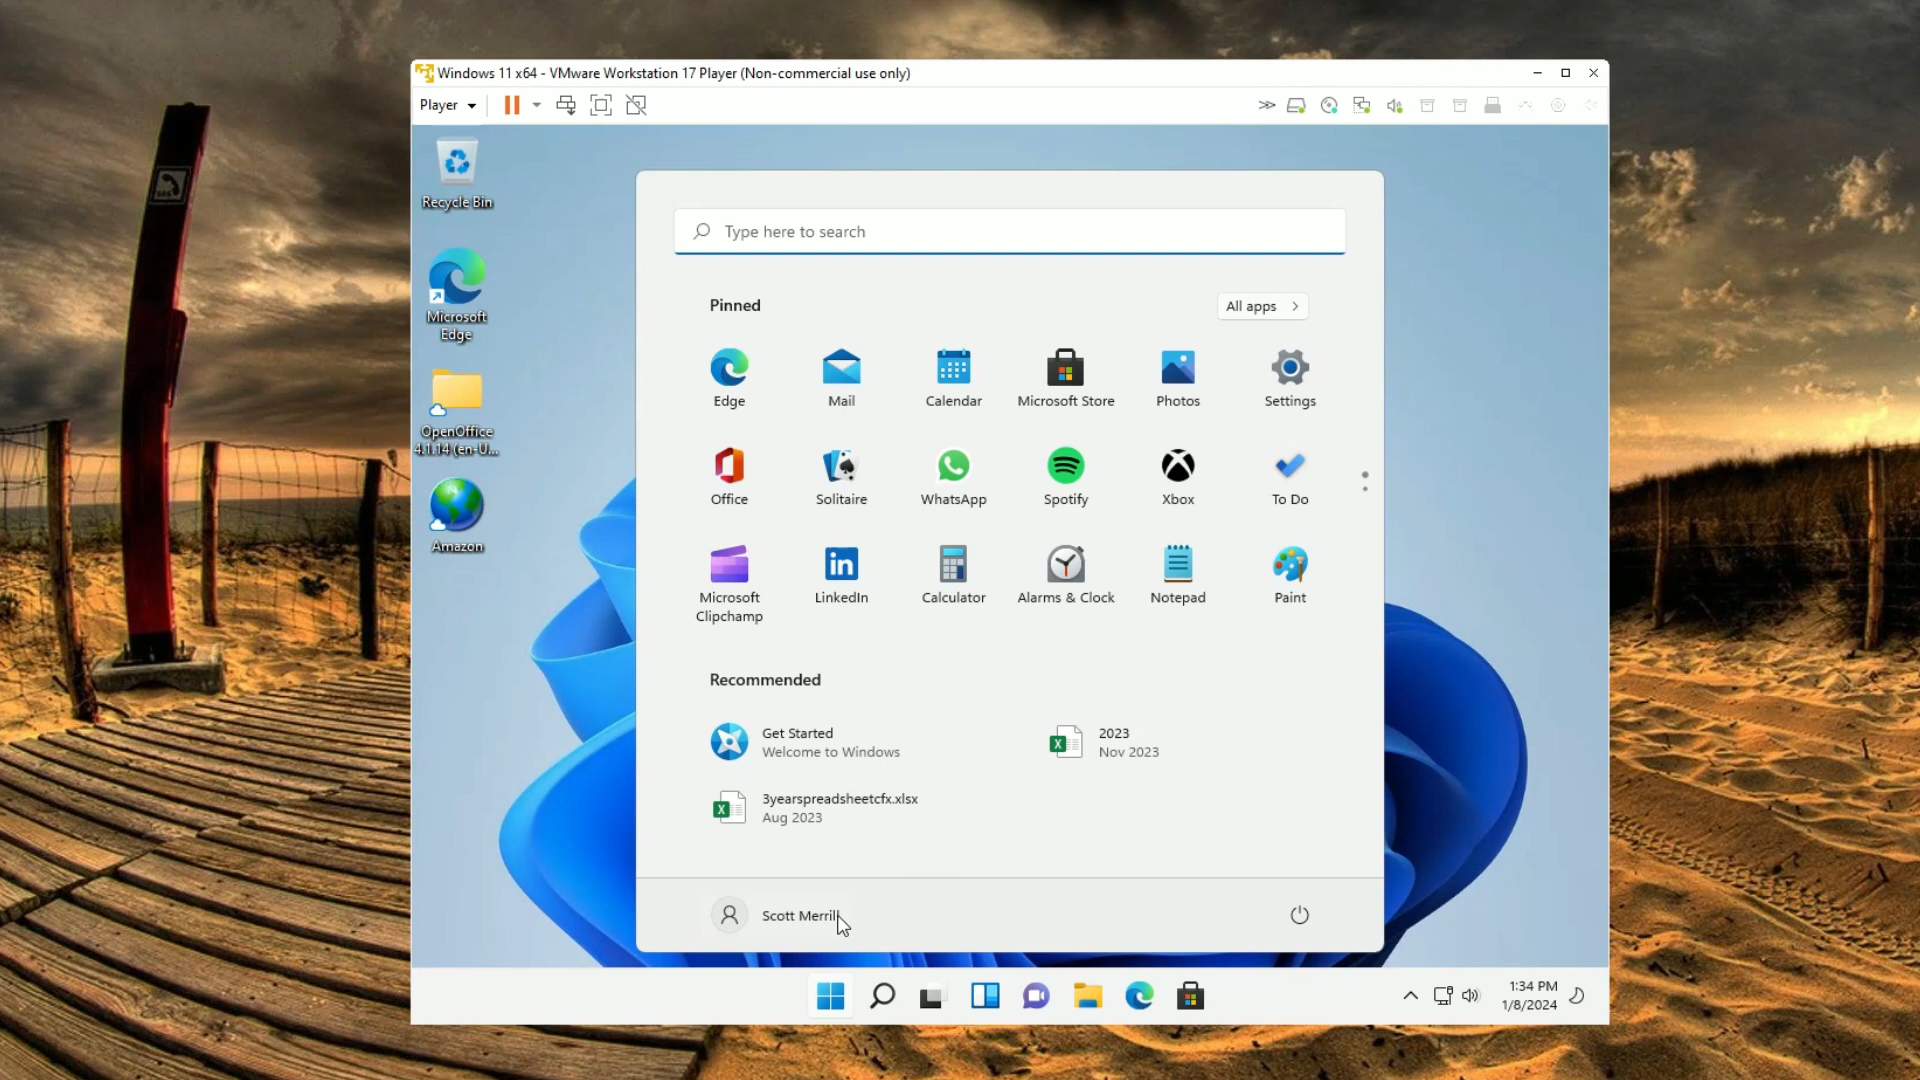 Windows 11 x64 - VMware Workstation 17 Player (Non-commercial use only)
Player
Recycle Bin
Microsoft
Edge
OpenOffice
4.1.14 (en-U...
Amazon
Type here to search
Pinned
All apps
Edge
Mail
Calendar
Microsoft Store
Photos
Settings
Office
Solitaire
WhatsApp
Spotify
Xbox
To Do
Microsoft
Clipchamp
LinkedIn
Calculator
Alarms & Clock
Notepad
Paint
Recommended
Get Started
Welcome to Windows
2023
Nov 2023
3yearspreadsheetcfx.xlsx
Aug 2023
Scott Merrill
1:34 PM
1/8/2024